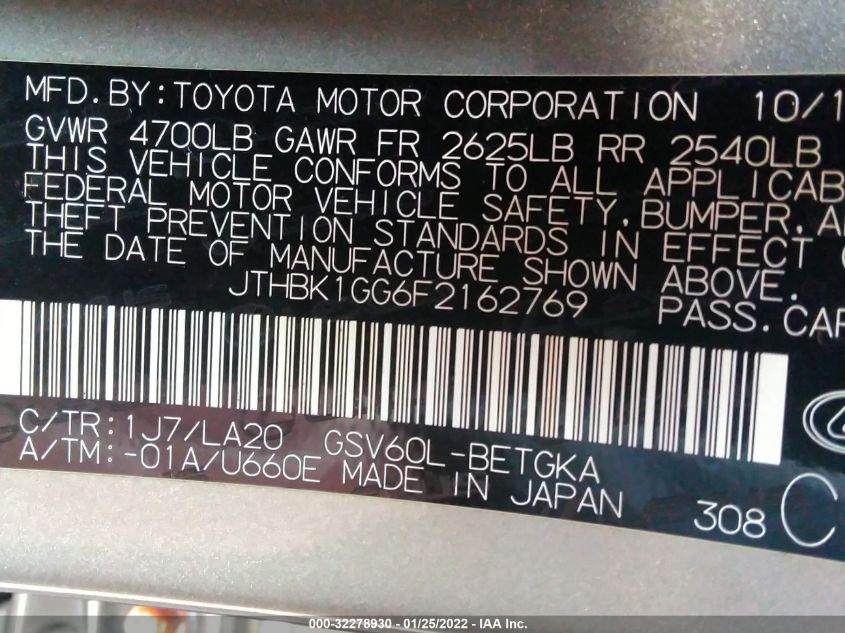 MFD.BY:TOYOTA MOTOR CORPORATION 10/1
GVWR 4700LB GAWR FR 2625LB RR 2540LB
THIS VEHICLE CONFORMS TO ALL APPLICAB
FEDERAL MOTOR VEHICLE SAFETY,BUMPER,A
THEFT PREVENTION STANDARDS IN EFFECT
THE DATE OF MANUFACTURE SHOWN ABOVE.
JTHBK1GG6F2162769 PASS.CAR
C/TR:1J7/LA20 GSV60L-BETGKA
A/TM:-01A/U660E MADE IN JAPAN 308 C
000-32278930 - 01/25/2022 - IAA Inc.